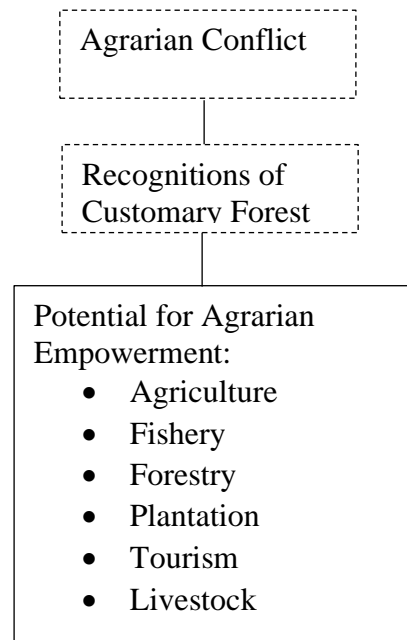 Agrarian Conflict
Recognitions of
Customary Forest
Potential for Agrarian
Empowerment:
• Agriculture
• Fishery
• Forestry
• Plantation
• Tourism
• Livestock